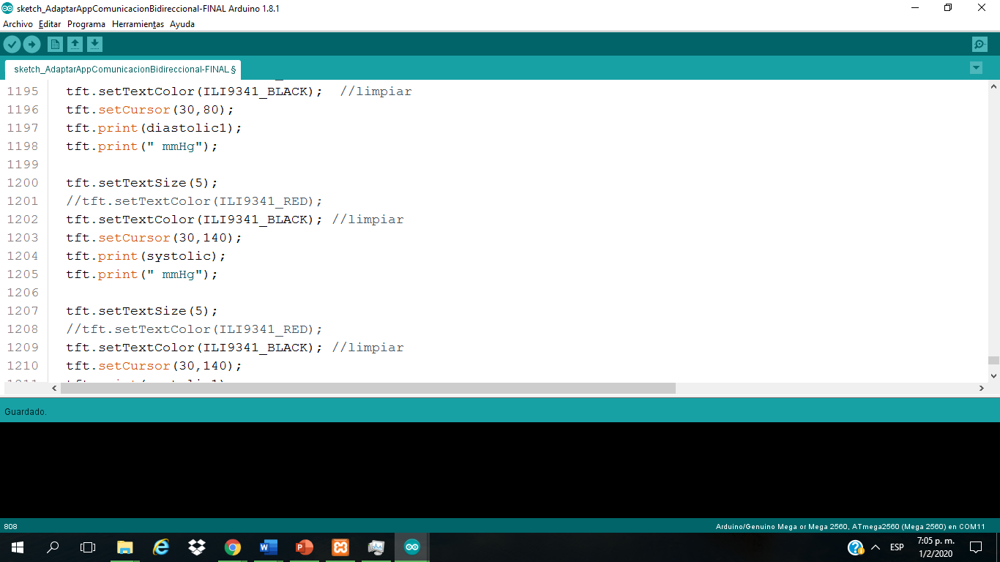 sketch_AdaptarAppComunicacionBidireccional-FINAL Arduino 1.8.1
Archivo Editar Programa Herramientas Ayuda
sketch_AdaptarAppComunicacionBidireccional-FINAL §
1195 tft.setTextColor(ILI9341_BLACK); //limpiar
1196 tft.setCursor(30,80);
1197 tft.print(diastolic1);
1198 tft.print(" mmHg");
1199
1200 tft.setTextSize(5);
1201 //tft.setTextColor(ILI9341_RED);
1202 tft.setTextColor(ILI9341_BLACK); //limpiar
1203 tft.setCursor(30,140);
1204 tft.print(systolic);
1205 tft.print(" mmHg");
1206
1207 tft.setTextSize(5);
1208 //tft.setTextColor(ILI9341_RED);
1209 tft.setTextColor(ILI9341_BLACK); //limpiar
1210 tft.setCursor(30,140);
Guardado.
808 Arduino/Genuino Mega or Mega 2560, ATmega2560 (Mega 2560) en COM11
ESP
7:05 p. m.
1/2/2020